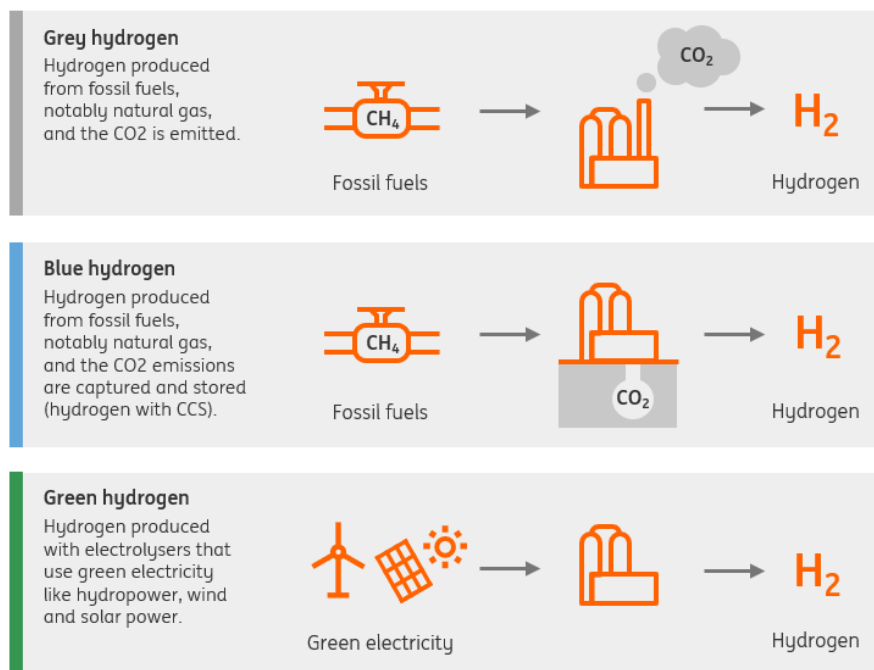 Grey hydrogen
Hydrogen produced
from fossil fuels,
notably natural gas,
and the CO2 is emitted.
CH₄
Fossil fuels
CO₂
H₂
Hydrogen
Blue hydrogen
Hydrogen produced
from fossil fuels,
notably natural gas,
and the CO2 emissions
are captured and stored
(hydrogen with CCS).
CH₄
Fossil fuels
CO₂
H₂
Hydrogen
Green hydrogen
Hydrogen produced
with electrolysers that
use green electricity
like hydropower, wind
and solar power.
Green electricity
H₂
Hydrogen